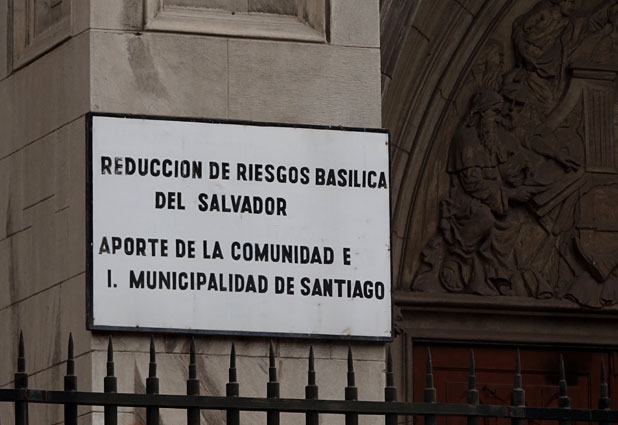 REDUCCION DE RIESGOS BASILICA
DEL SALVADOR
APORTE DE LA COMUNIDAD E
I. MUNICIPALIDAD DE SANTIAGO